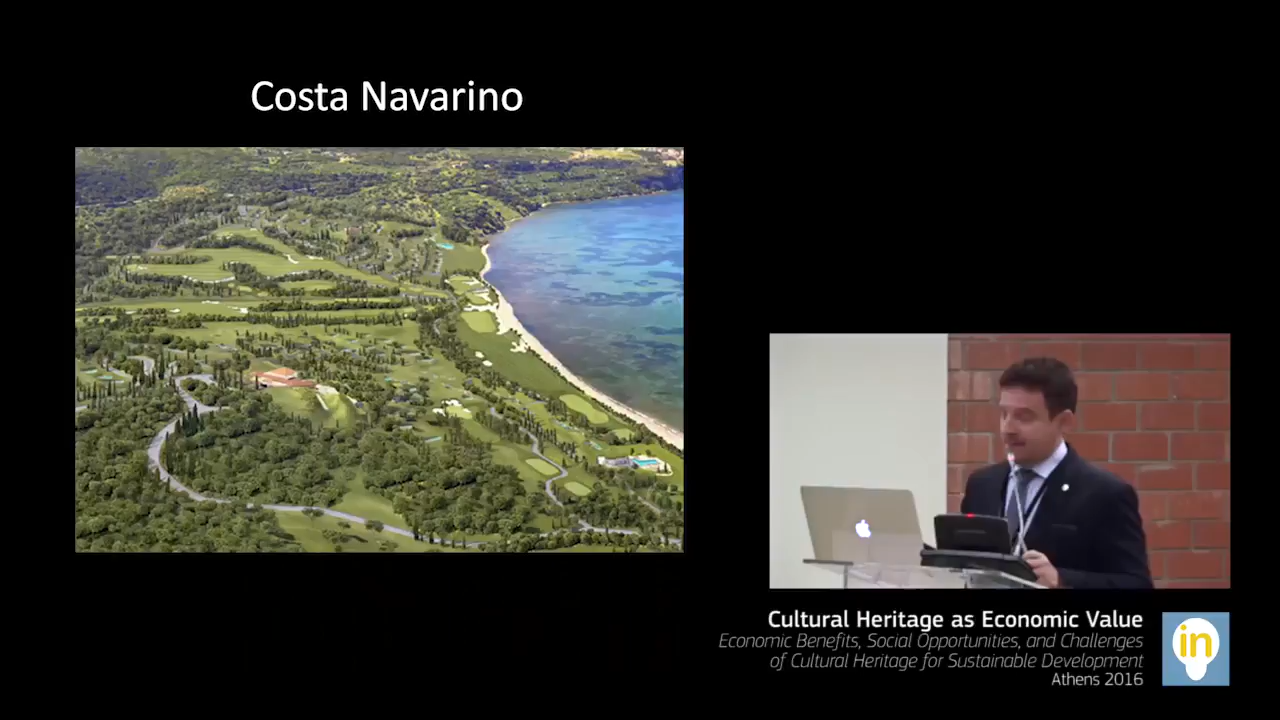 Costa Navarino
Cultural Heritage as Economic Value
Economic Benefits, Social Opportunities, and Challenges
of Cultural Heritage for Sustainable Development
Athens 2016
in